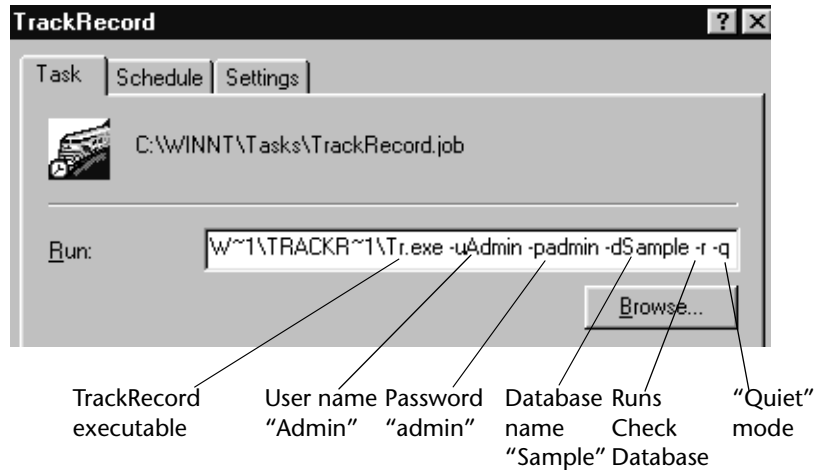 TrackRecord
Task Schedule Settings
C:\WINNT\Tasks\TrackRecord.job
Run: W~1\TRACKR~1\Tr.exe -uAdmin -padmin -dSample -r -q
Browse...
TrackRecord User name Password Database Runs “Quiet”
executable “Admin” “admin” name Check mode
“Sample” Database